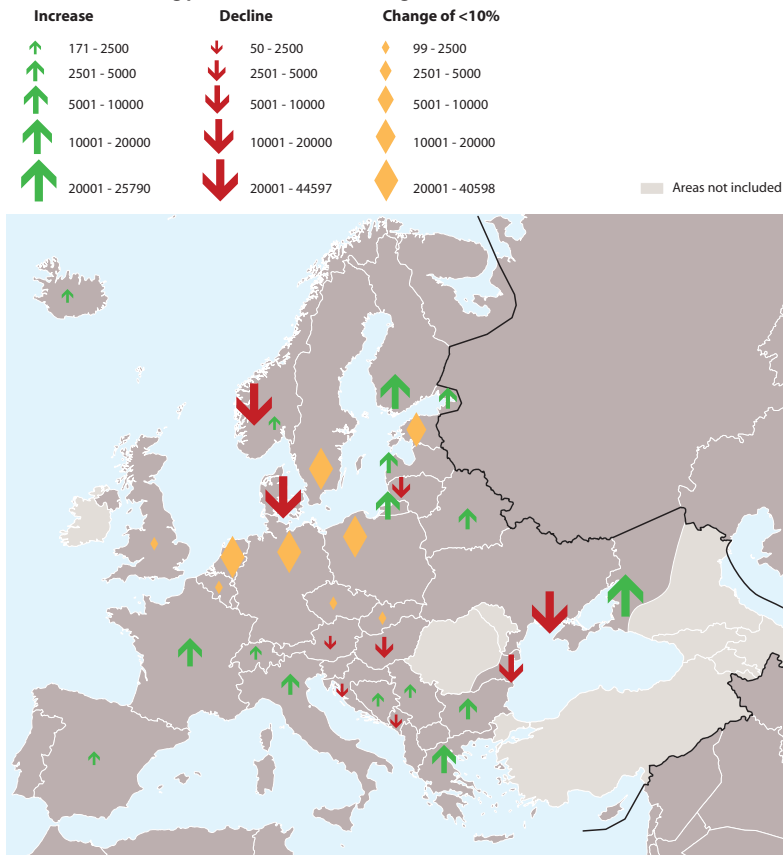 Increase Decline Change of <10%
171 - 2500 50 - 2500 99 - 2500
2501 - 5000 2501 - 5000 2501 - 5000
5001 - 10000 5001 - 10000 5001 - 10000
10001 - 20000 10001 - 20000 10001 - 20000
20001 - 25790 20001 - 44597 20001 - 40598
Areas not included